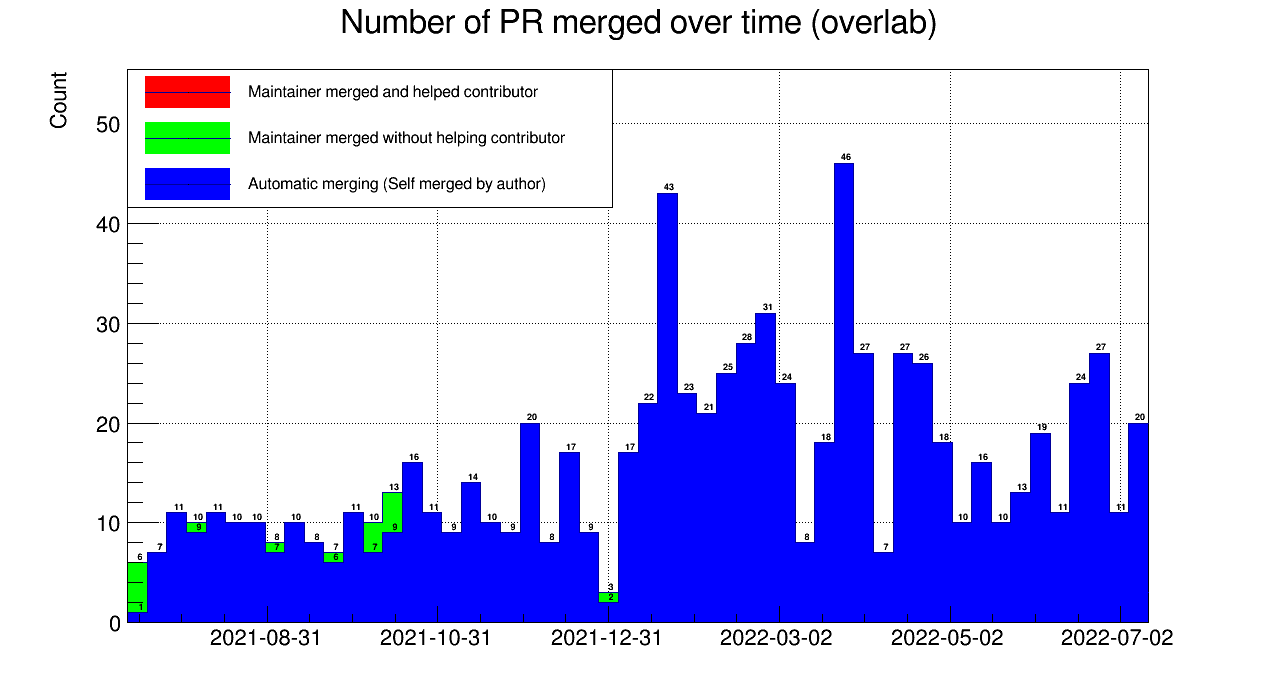 Number of PR merged over time (overlab)
Count
Maintainer merged and helped contributor
Maintainer merged without helping contributor
Automatic merging (Self merged by author)
50
40
30
20
10
0
6 1 7 11 10 9 11 10 10 8 7 10 8 7 6 11 10 7 13 9 16 11 9 14 10 9 20 8 17 9 3 2 17 22 43 23 21 25 28 31 24 8 18 46 27 7 27 26 18 10 16 10 13 19 11 24 27 11 20
2021-08-31 2021-10-31 2021-12-31 2022-03-02 2022-05-02 2022-07-02